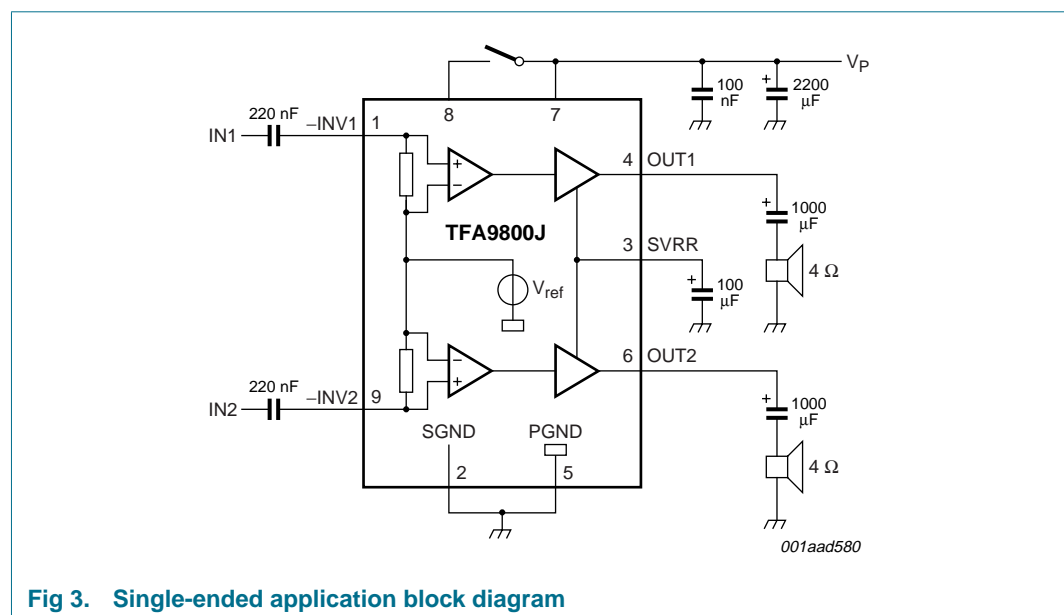 V_P
100 nF
2200 µF
+
8
7
220 nF
–INV1
1
IN1
+
−
4
OUT1
+
1000 µF
TFA9800J
3
SVRR
4 Ω
V_ref
+
100 µF
−
+
6
OUT2
220 nF
–INV2
9
IN2
+
1000 µF
SGND
PGND
2
5
4 Ω
001aad580
Fig 3. Single-ended application block diagram